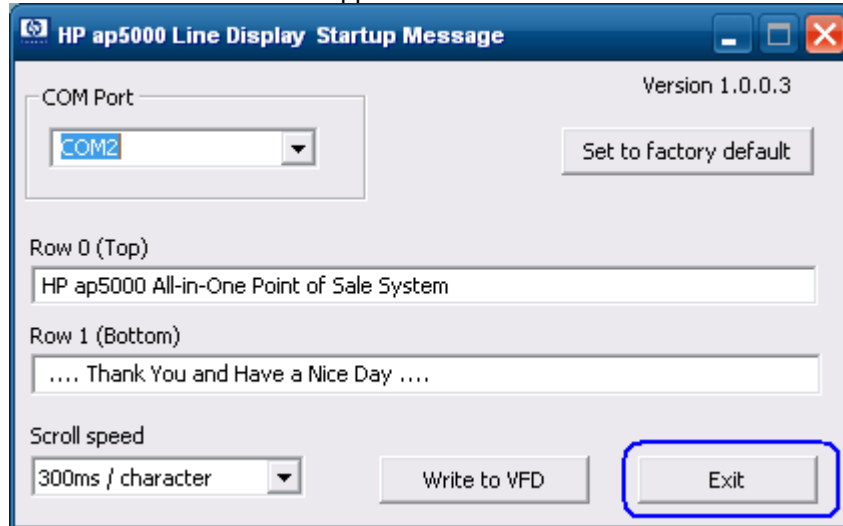 HP ap5000 Line Display Startup Message
Version 1.0.0.3
COM Port
COM2
Set to factory default
Row 0 (Top)
HP ap5000 All-in-One Point of Sale System
Row 1 (Bottom)
.... Thank You and Have a Nice Day ....
Scroll speed
300ms / character
Write to VFD
Exit